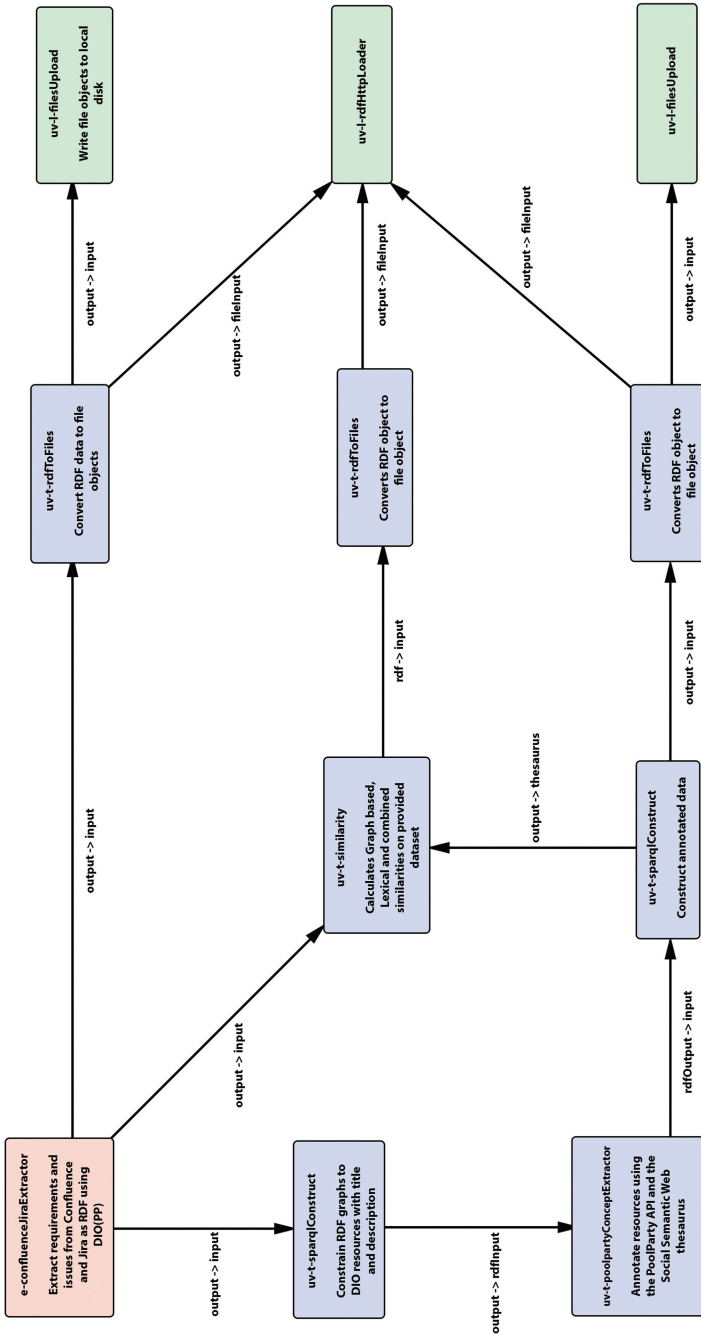 e-confluenceJiraExtractor
Extract requirements and
issues from Confluence
and Jira as RDF using
DIO(PP)
output -> input
uv-t-rdfToFiles
Convert RDF data to file
objects
output -> input
uv-l-filesUpload
Write file objects to local
disk
output -> input
output -> input
output -> fileInput
uv-t-sparqlConstruct
Constrain RDF graphs to
DIO resources with title
and description
uv-t-similarity
Calculates Graph based,
Lexical and combined
similarities on provided
dataset
rdf -> input
uv-t-rdfToFiles
Converts RDF object to
file object
output -> fileInput
uv-l-rdfHttpLoader
output -> rdfInput
output -> thesaurus
output -> fileInput
uv-t-poolpartyConceptExtractor
Annotate resources using
the PoolParty API and the
Social Semantic Web
thesaurus
rdfOutput -> input
uv-t-sparqlConstruct
Construct annotated data
output -> input
uv-t-rdfToFiles
Converts RDF object to
file object
output -> input
uv-l-filesUpload